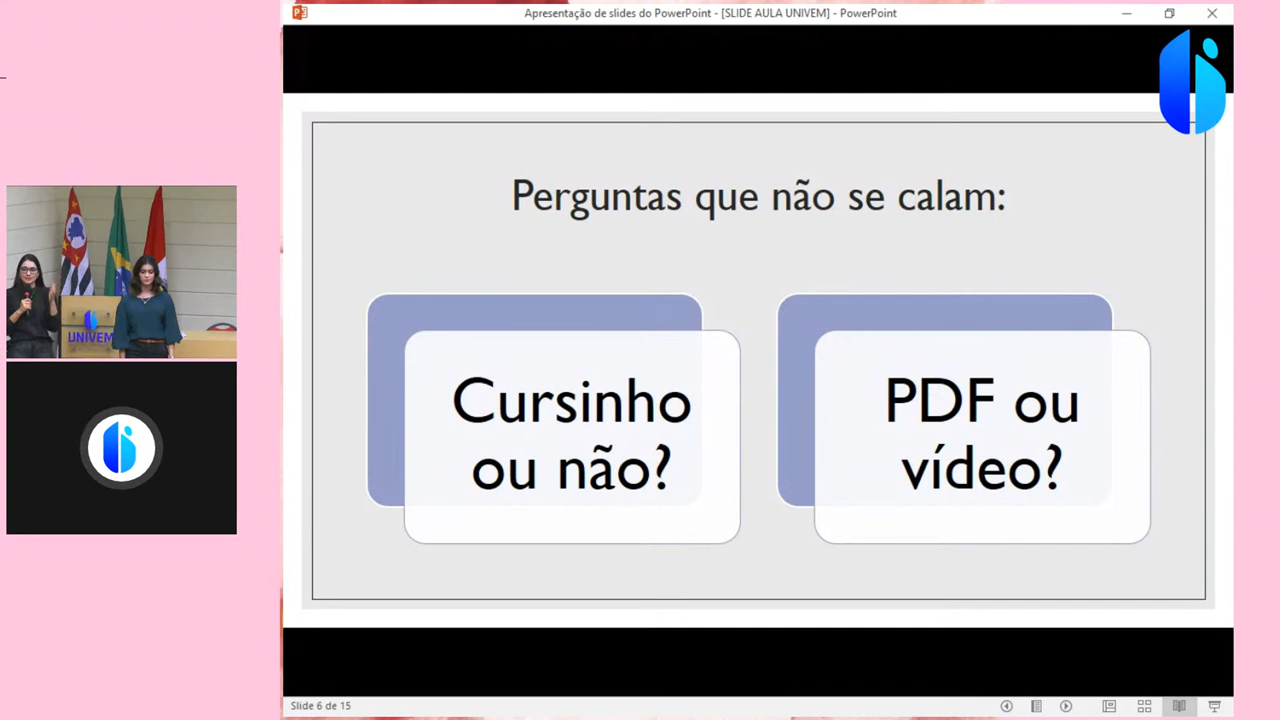 Apresentação de slides do PowerPoint - [SLIDE AULA UNIVEM] - PowerPoint
Perguntas que não se calam:
Cursinho
ou não?
PDF ou
vídeo?
UNIVEM
Slide 6 de 15